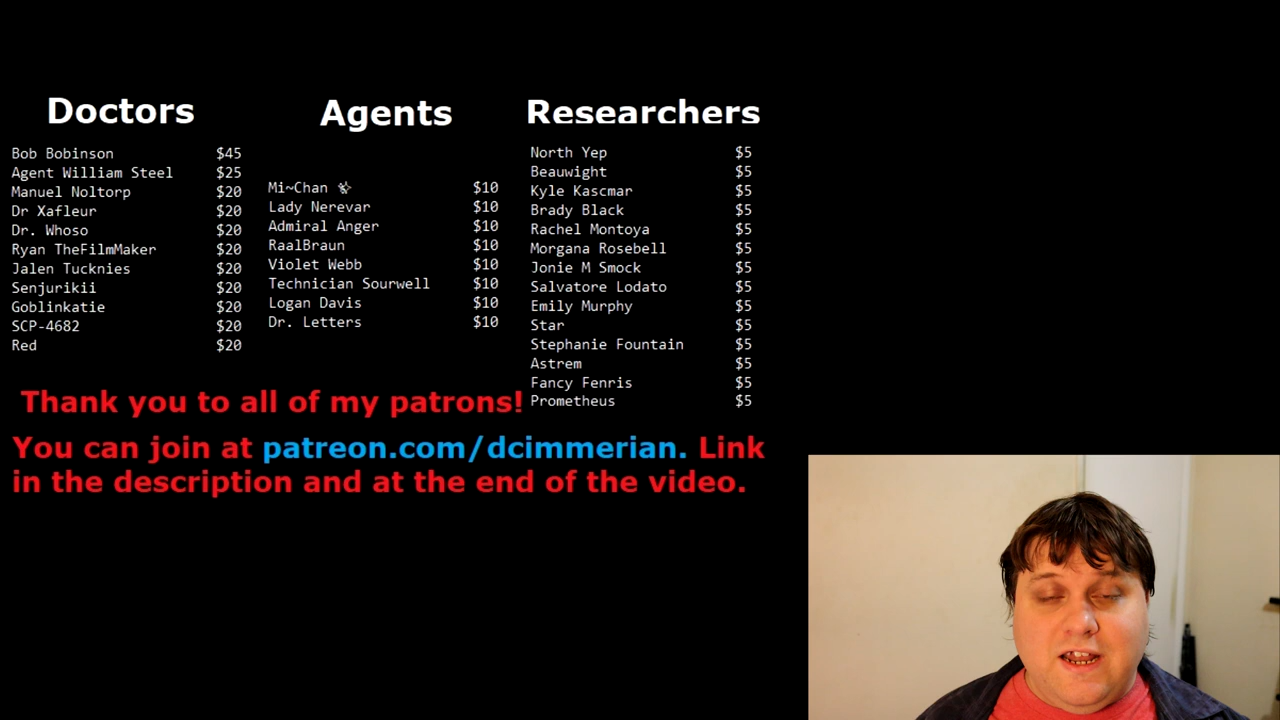 Doctors
Bob Bobinson $45
Agent William Steel $25
Manuel Noltorp $20
Dr Xafleur $20
Dr. Whoso $20
Ryan TheFilmMaker $20
Jalen Tucknies $20
Senjurikii $20
Goblinkatie $20
SCP-4682 $20
Red $20
Agents
Mi~Chan ✨ $10
Lady Nerevar $10
Admiral Anger $10
RaalBraun $10
Violet Webb $10
Technician Sourwell $10
Logan Davis $10
Dr. Letters $10
Researchers
North Yep $5
Beauwight $5
Kyle Kascmar $5
Brady Black $5
Rachel Montoya $5
Morgana Rosebell $5
Jonie M Smock $5
Salvatore Lodato $5
Emily Murphy $5
Star $5
Stephanie Fountain $5
Astrem $5
Fancy Fenris $5
Prometheus $5
Thank you to all of my patrons!
You can join at patreon.com/dcimmerian. Link
in the description and at the end of the video.